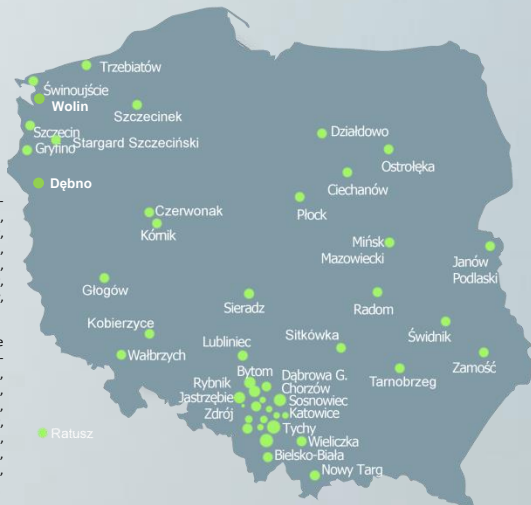 Trzebiatów
Świnoujście
Wolin
Szczecinek
Szczecin
Stargard Szczeciński
Gryfino
Działdowo
Ostrołęka
Ciechanów
Dębno
Płock
Czerwonak
Kórnik
Mińsk
Mazowiecki
Janów
Podlaski
Głogów
Sieradz
Radom
Kobierzyce
Świdnik
Lubliniec
Sitkówka
Wałbrzych
Zamość
Bytom
Dąbrowa G.
Tarnobrzeg
Rybnik
Chorzów
Jastrzębie
Sosnowiec
Zdrój
Katowice
Tychy
Ratusz
Wieliczka
Bielsko-Biała
Nowy Targ